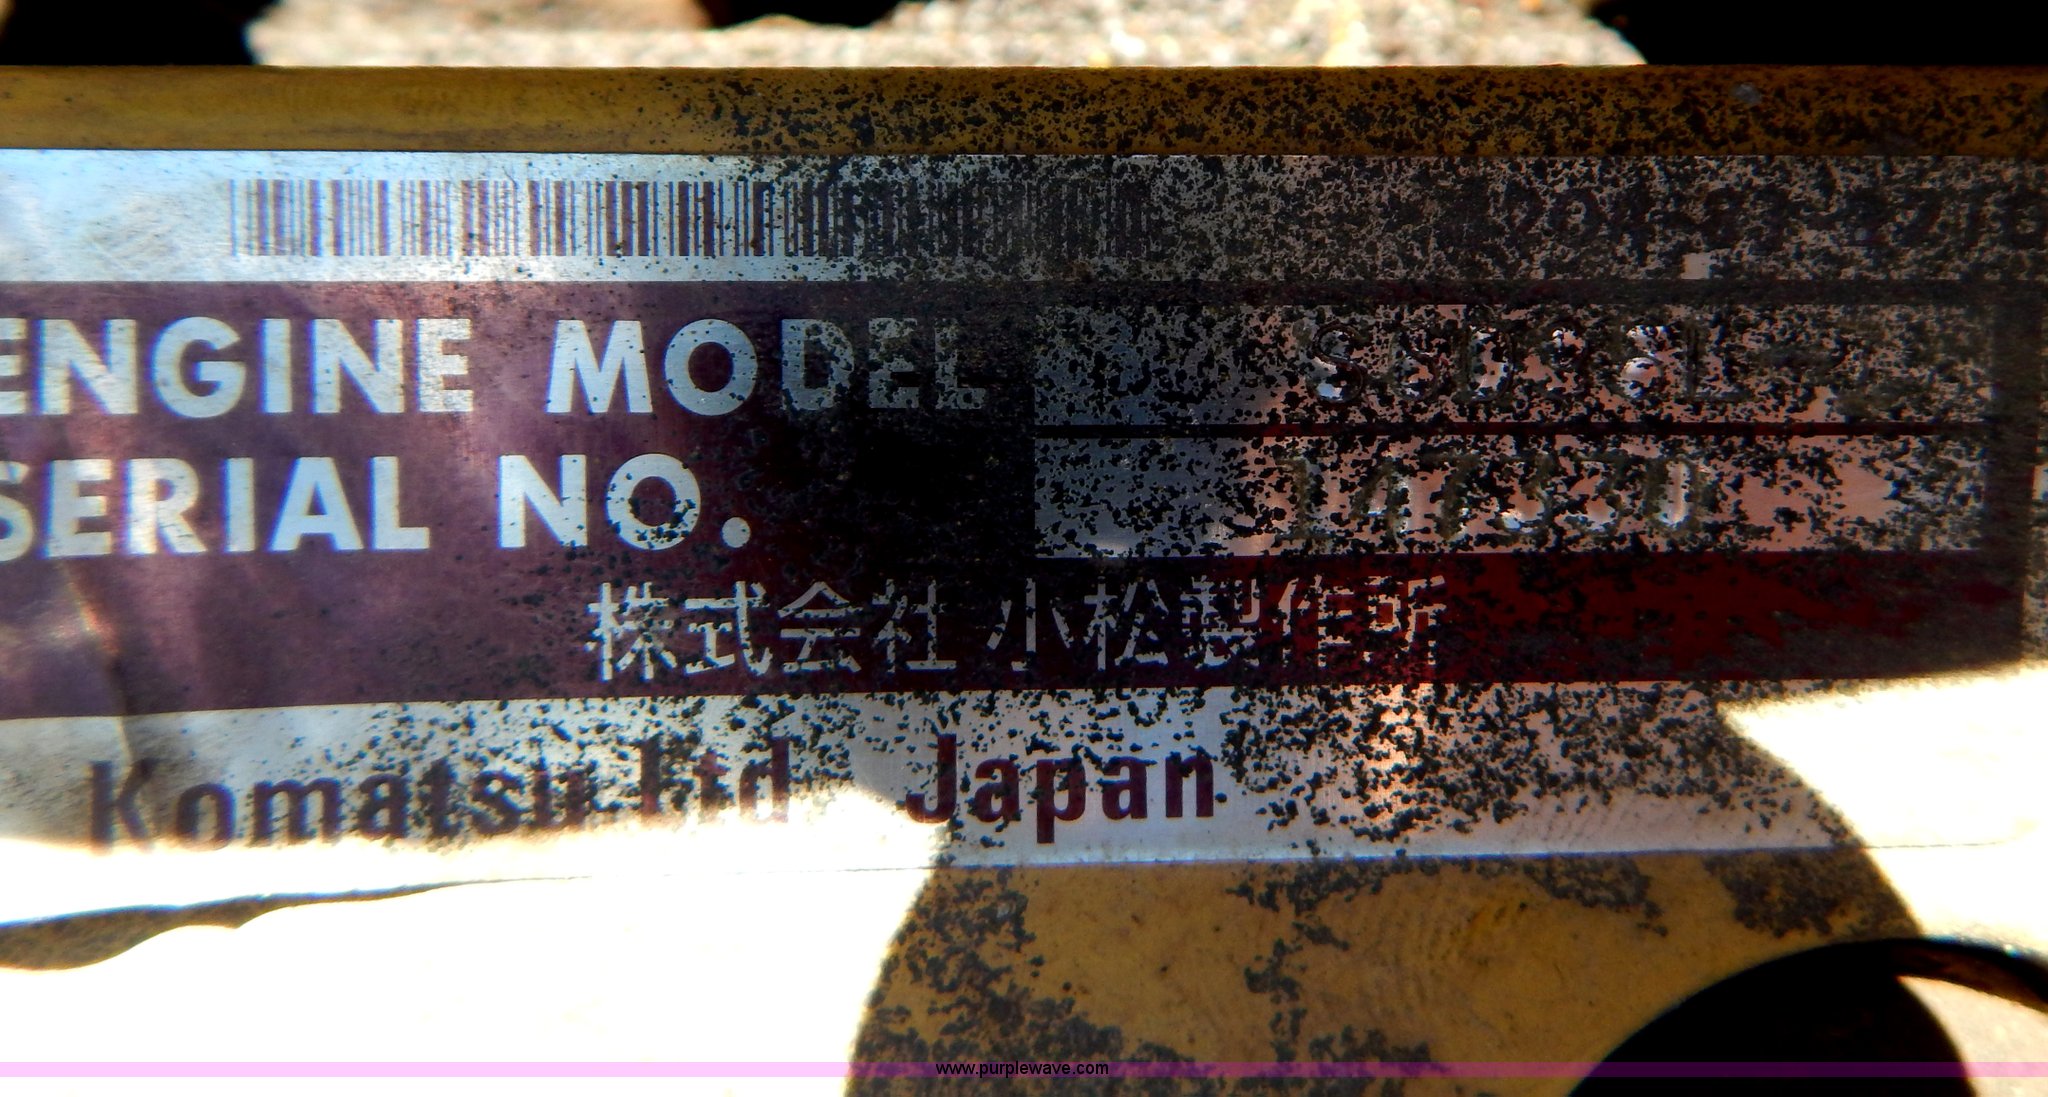 ENGINE MODEL S6D95L-
SERIAL NO.
株式会社 小松製作所
Komatsu Ltd Japan
www.purplewave.com